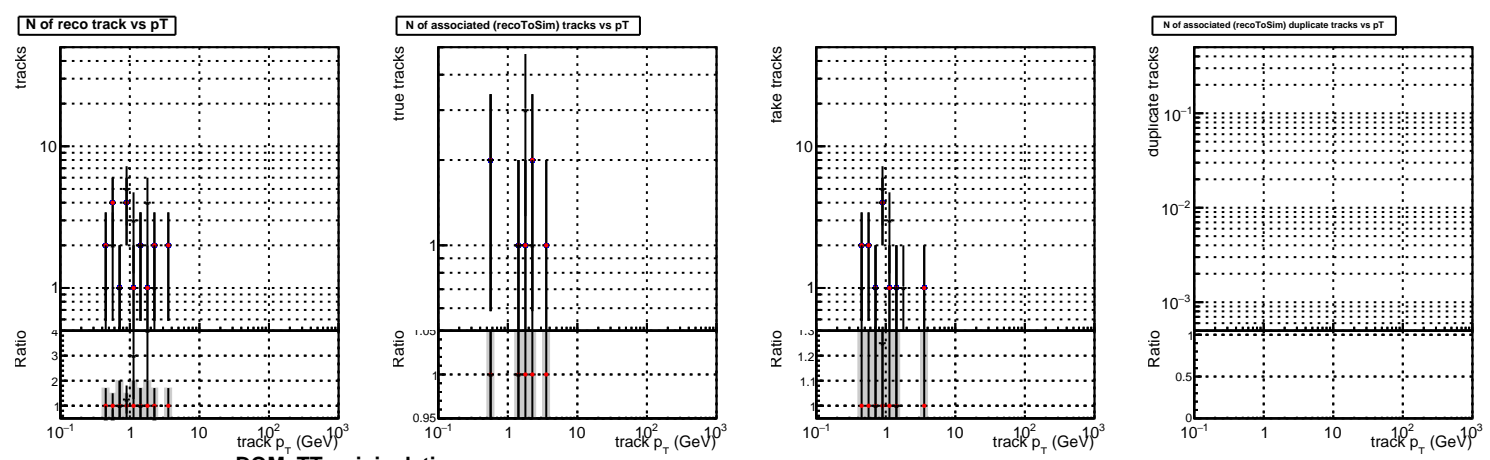 N of reco track vs pT
tracks
10
1
Ratio
4
3
2
1
10⁻¹ 1 10 10² 10³
track p_T (GeV)
N of associated (recoToSim) tracks vs pT
true tracks
1
Ratio
1.05
1
0.95
10⁻¹ 1 10 10² 10³
track p_T (GeV)
fake tracks
10
1
Ratio
1.3
1.2
1.1
1
10⁻¹ 1 10 10² 10³
track p_T (GeV)
N of associated (recoToSim) duplicate tracks vs pT
duplicate tracks
10⁻¹
10⁻²
10⁻³
Ratio
1
0.5
0
10⁻¹ 1 10 10² 10³
track p_T (GeV)